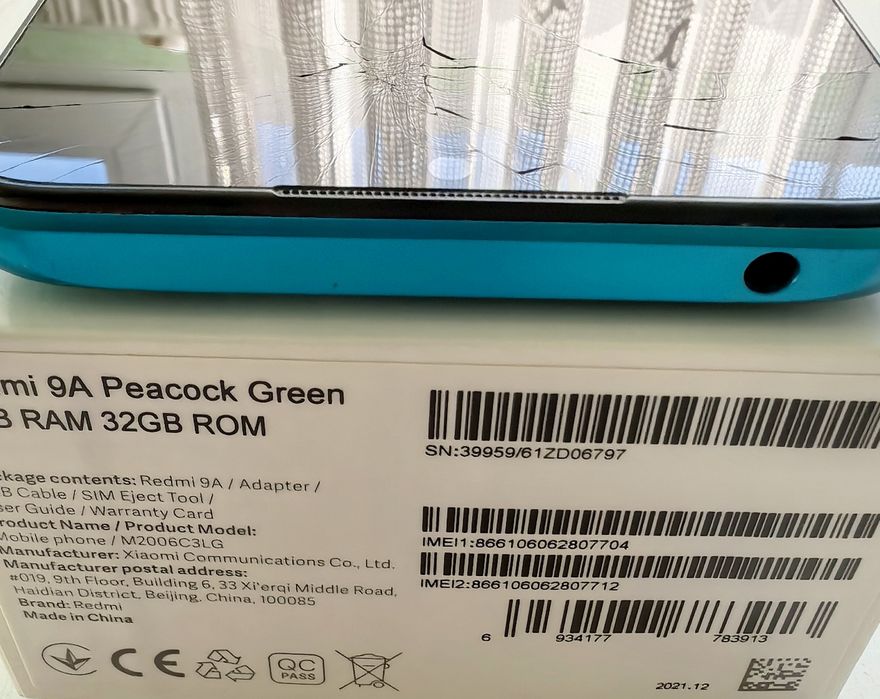 mi 9A Peacock Green
B RAM 32GB ROM
ckage contents: Redmi 9A / Adapter /
B Cable / SIM Eject Tool /
ser Guide / Warranty Card
roduct Name / Product Model:
Mobile phone / M2006C3LG
Manufacturer: Xiaomi Communications Co., Ltd.
Manufacturer postal address:
#019, 9th Floor, Building 6, 33 Xi'erqi Middle Road,
Haidian District, Beijing, China, 100085
Brand: Redmi
Made in China
CE
QC
PASS
SN:39959/61ZD06797
IMEI1:866106062807704
IMEI2:866106062807712
6 934177 783913
2021.12